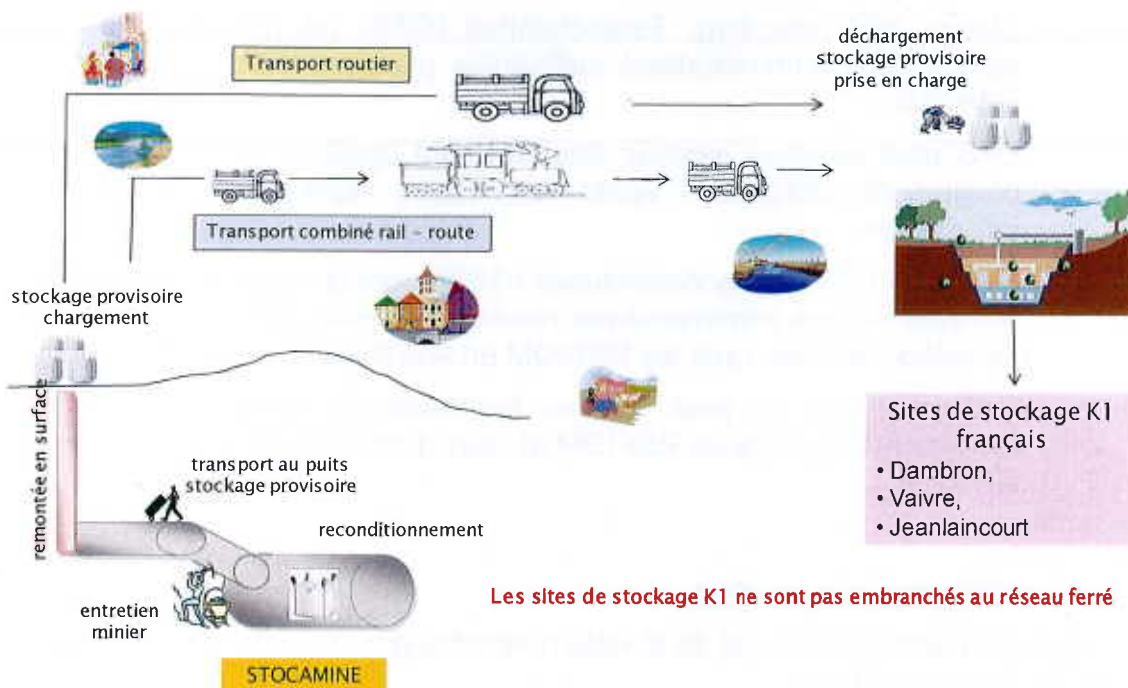 Transport routier
déchargement
stockage provisoire
prise en charge
Transport combiné rail - route
stockage provisoire
chargement
remontée en surface
transport au puits
stockage provisoire
reconditionnement
entretien
minier
STOCAMINE
Sites de stockage K1
français
• Dambron,
• Vaivre,
• Jeanlaincourt
Les sites de stockage K1 ne sont pas embranchés au réseau ferré